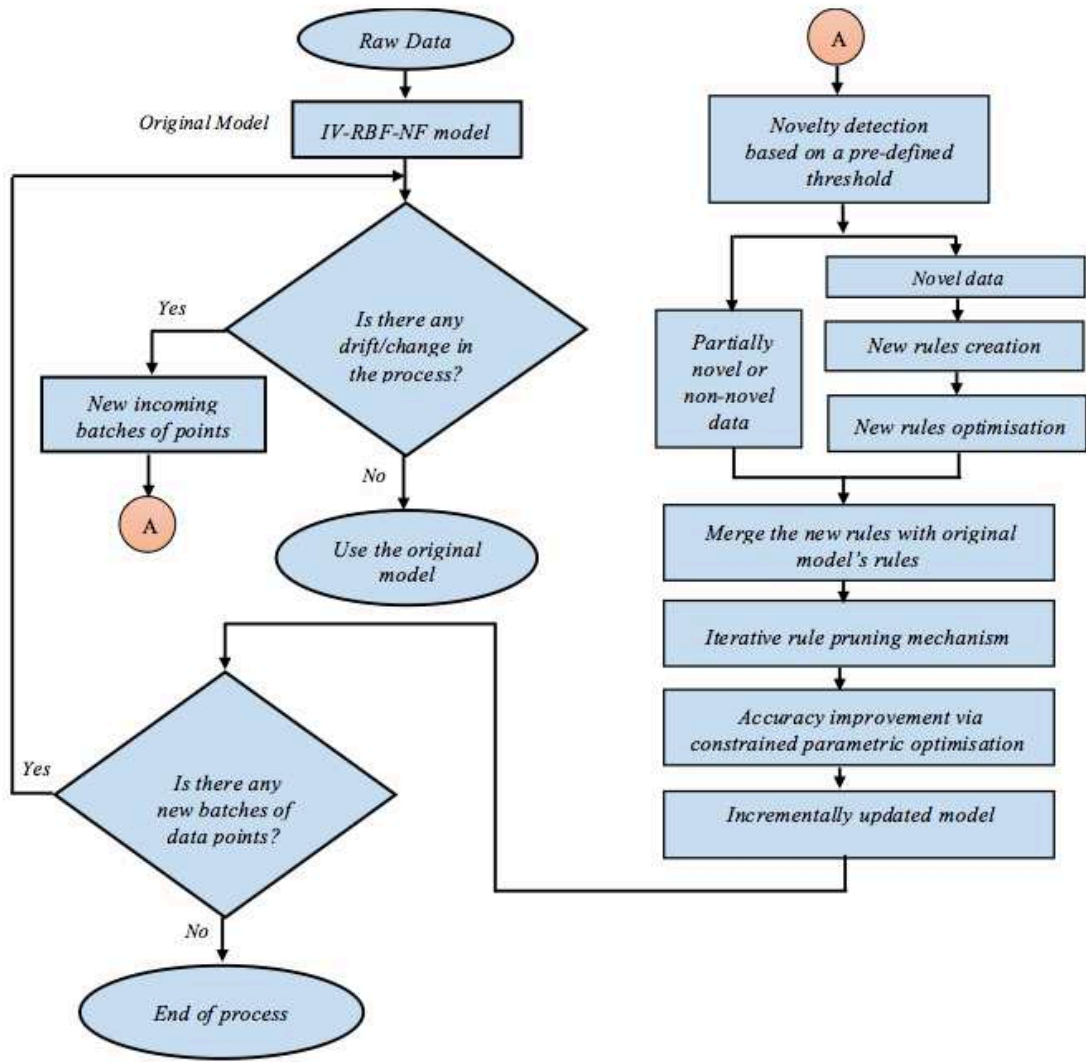 Raw Data
Original Model
IV-RBF-NF model
Yes
Is there any
drift/change in
the process?
New incoming
batches of points
A
No
Use the original
model
A
Novelty detection
based on a pre-defined
threshold
Novel data
Partially
novel or
non-novel
data
New rules creation
New rules optimisation
Merge the new rules with original
model's rules
Iterative rule pruning mechanism
Accuracy improvement via
constrained parametric optimisation
Incrementally updated model
Yes
Is there any
new batches of
data points?
No
End of process